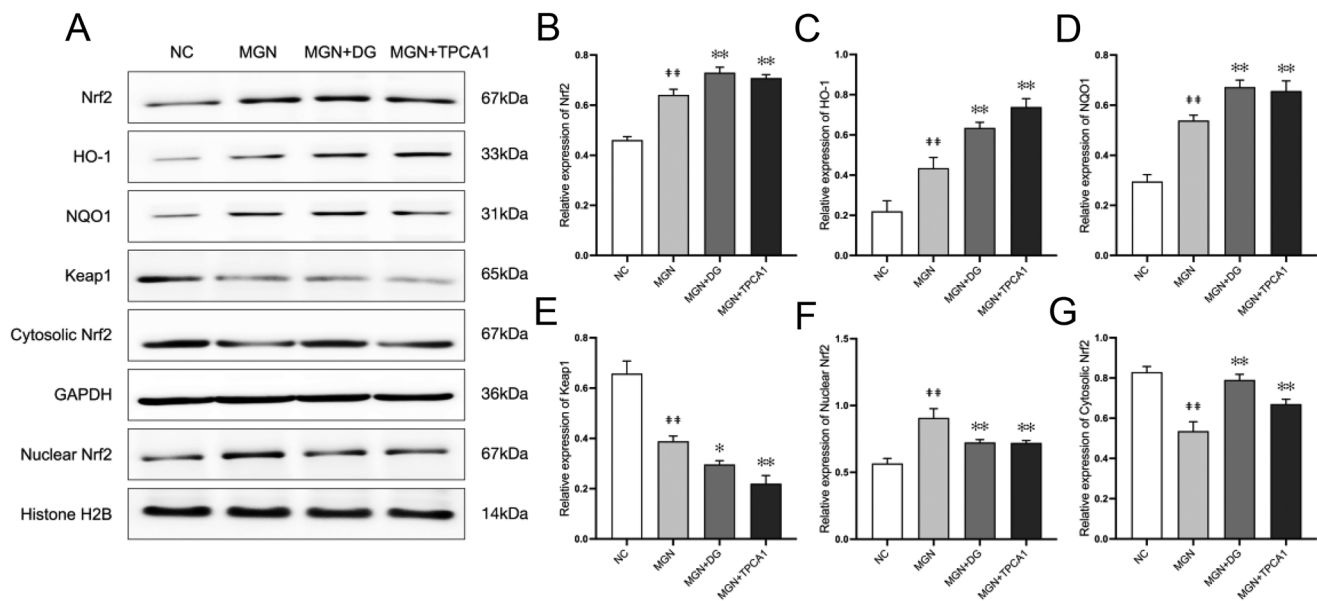 A
NC MGN MGN+DG MGN+TPCA1
Nrf2 67kDa
HO-1 33kDa
NQO1 31kDa
Keap1 65kDa
Cytosolic Nrf2 67kDa
GAPDH 36kDa
Nuclear Nrf2 67kDa
Histone H2B 14kDa
B
Relative expression of Nrf2
0.8
0.6
0.4
0.2
0.0
‡‡
**
**
NC
MGN
MGN+DG
MGN+TPCA1
C
Relative expression of HO-1
1.0
0.8
0.6
0.4
0.2
0.0
‡‡
**
**
NC
MGN
MGN+DG
MGN+TPCA1
D
Relative expression of NQO1
0.8
0.6
0.4
0.2
0.0
‡‡
**
**
NC
MGN
MGN+DG
MGN+TPCA1
E
Relative expression of Keap1
0.8
0.6
0.4
0.2
0.0
‡‡
*
**
NC
MGN
MGN+DG
MGN+TPCA1
F
Relative expression of Nuclear Nrf2
1.5
1.0
0.5
0.0
‡‡
**
**
NC
MGN
MGN+DG
MGN+TPCA1
G
Relative expression of Cytosolic Nrf2
1.0
0.8
0.6
0.4
0.2
0.0
‡‡
**
**
NC
MGN
MGN+DG
MGN+TPCA1